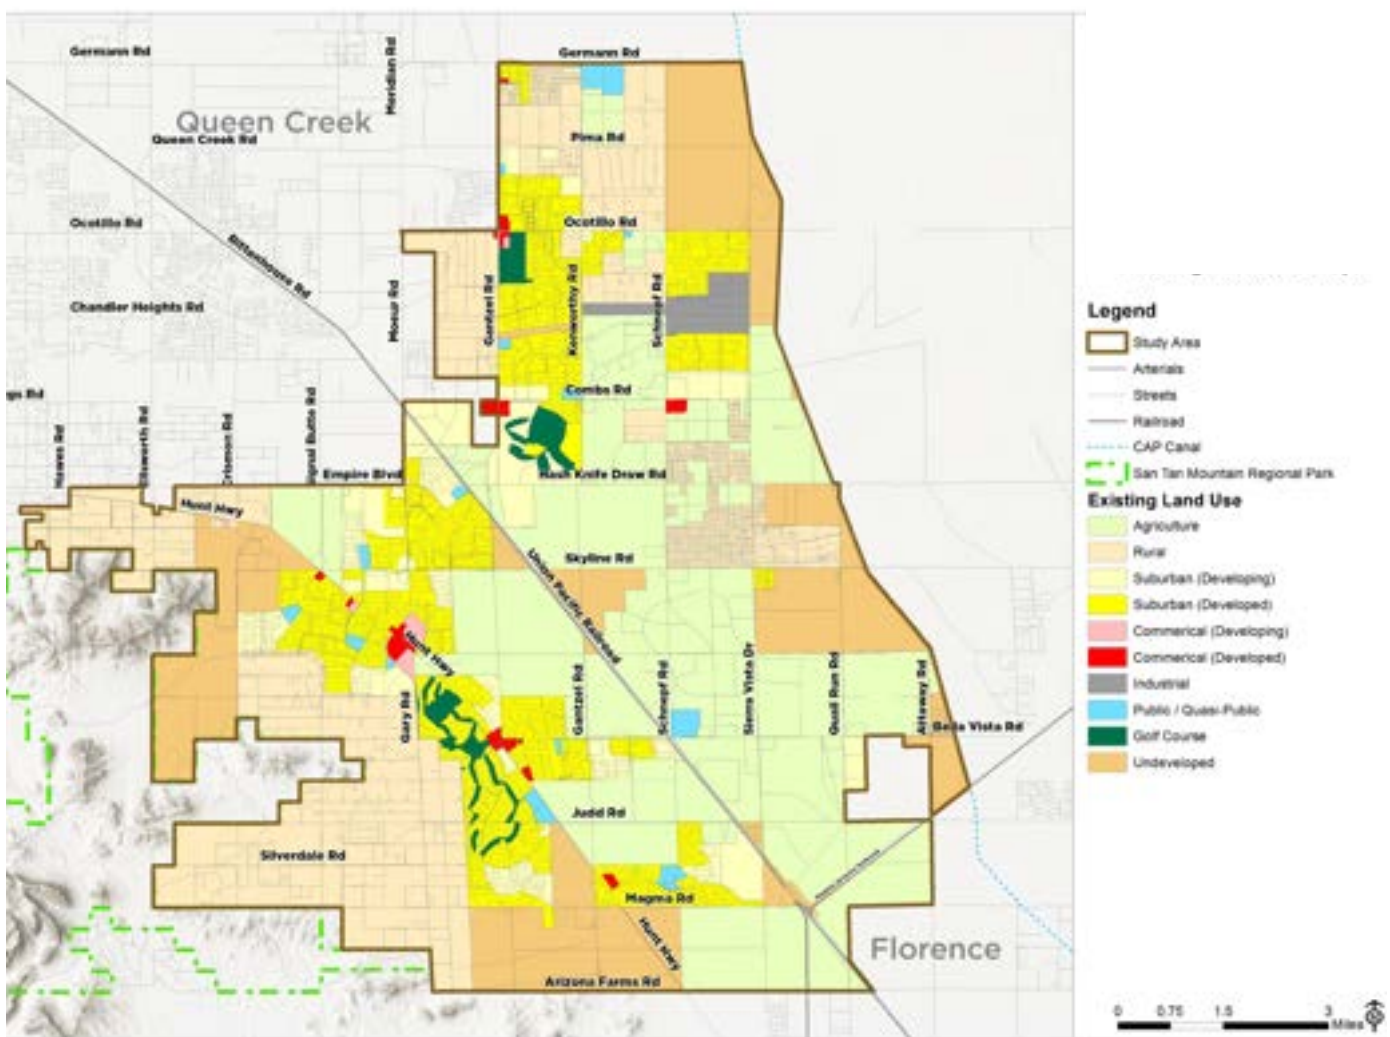 Germann Rd
Meridian Rd
Germann Rd
Queen Creek
Queen Creek Rd
Pima Rd
Ocotillo Rd
Ocotillo Rd
Rittenhouse Rd
Chandler Heights Rd
Moeur Rd
Gantzel Rd
Kenworthy Rd
Schnepf Rd
Combs Rd
gs Rd
Hawes Rd
Ellsworth Rd
Crismon Rd
Signal Butte Rd
Empire Blvd
Hash Knife Draw Rd
Hunt Hwy
Skyline Rd
Union Pacific Railroad
Hunt Hwy
Gary Rd
Gantzel Rd
Schnepf Rd
Sierra Vista Dr
Quail Run Rd
Attaway Rd
Bella Vista Rd
Judd Rd
Silverdale Rd
Magma Rd
Hunt Hwy
Arizona Farms Rd
Florence
Legend
Study Area
Arterials
Streets
Railroad
CAP Canal
San Tan Mountain Regional Park
Existing Land Use
Agriculture
Rural
Suburban (Developing)
Suburban (Developed)
Commerical (Developing)
Commerical (Developed)
Industrial
Public / Quasi-Public
Golf Course
Undeveloped
0 0.75 1.5 3
Miles